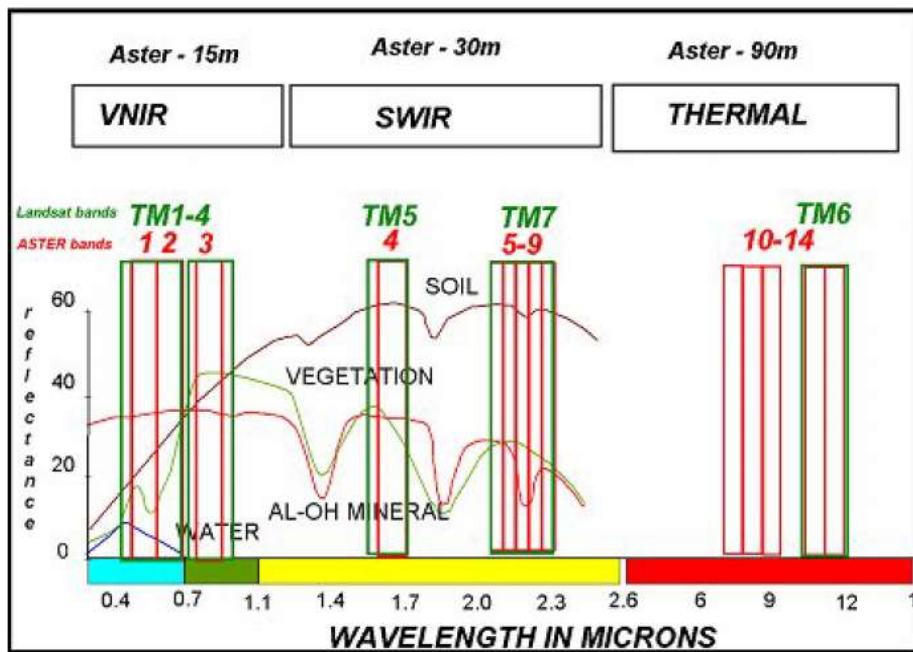 Aster - 15m Aster - 30m Aster - 90m
VNIR SWIR THERMAL
Landsat bands TM1-4 TM5 TM7 TM6
ASTER bands 1 2 3 4 5-9 10-14
SOIL
60
VEGETATION
40
20
AL-OH MINERAL
WATER
0
reflectance
0.4 0.7 1.1 1.4 1.7 2.0 2.3 2.6 6 9 12 1
WAVELENGTH IN MICRONS